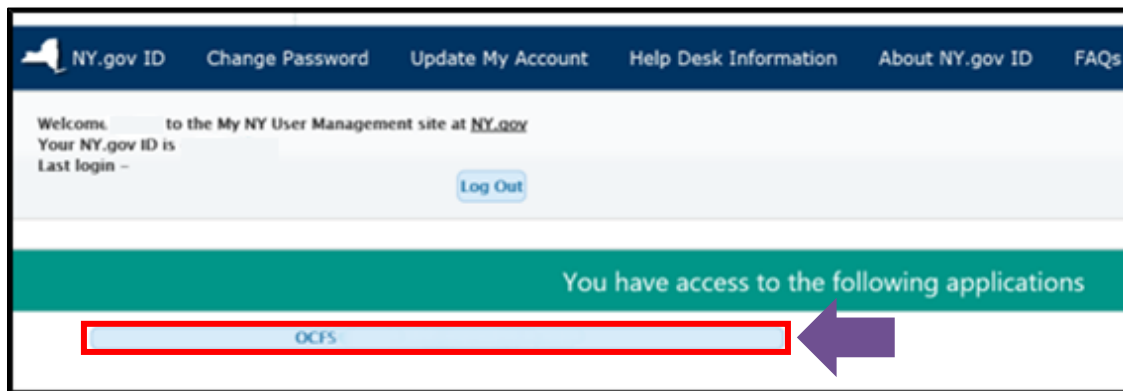 NY.gov ID Change Password Update My Account Help Desk Information About NY.gov ID FAQs
Welcome to the My NY User Management site at NY.gov
Your NY.gov ID is
Last login –
Log Out
You have access to the following applications
OCFS